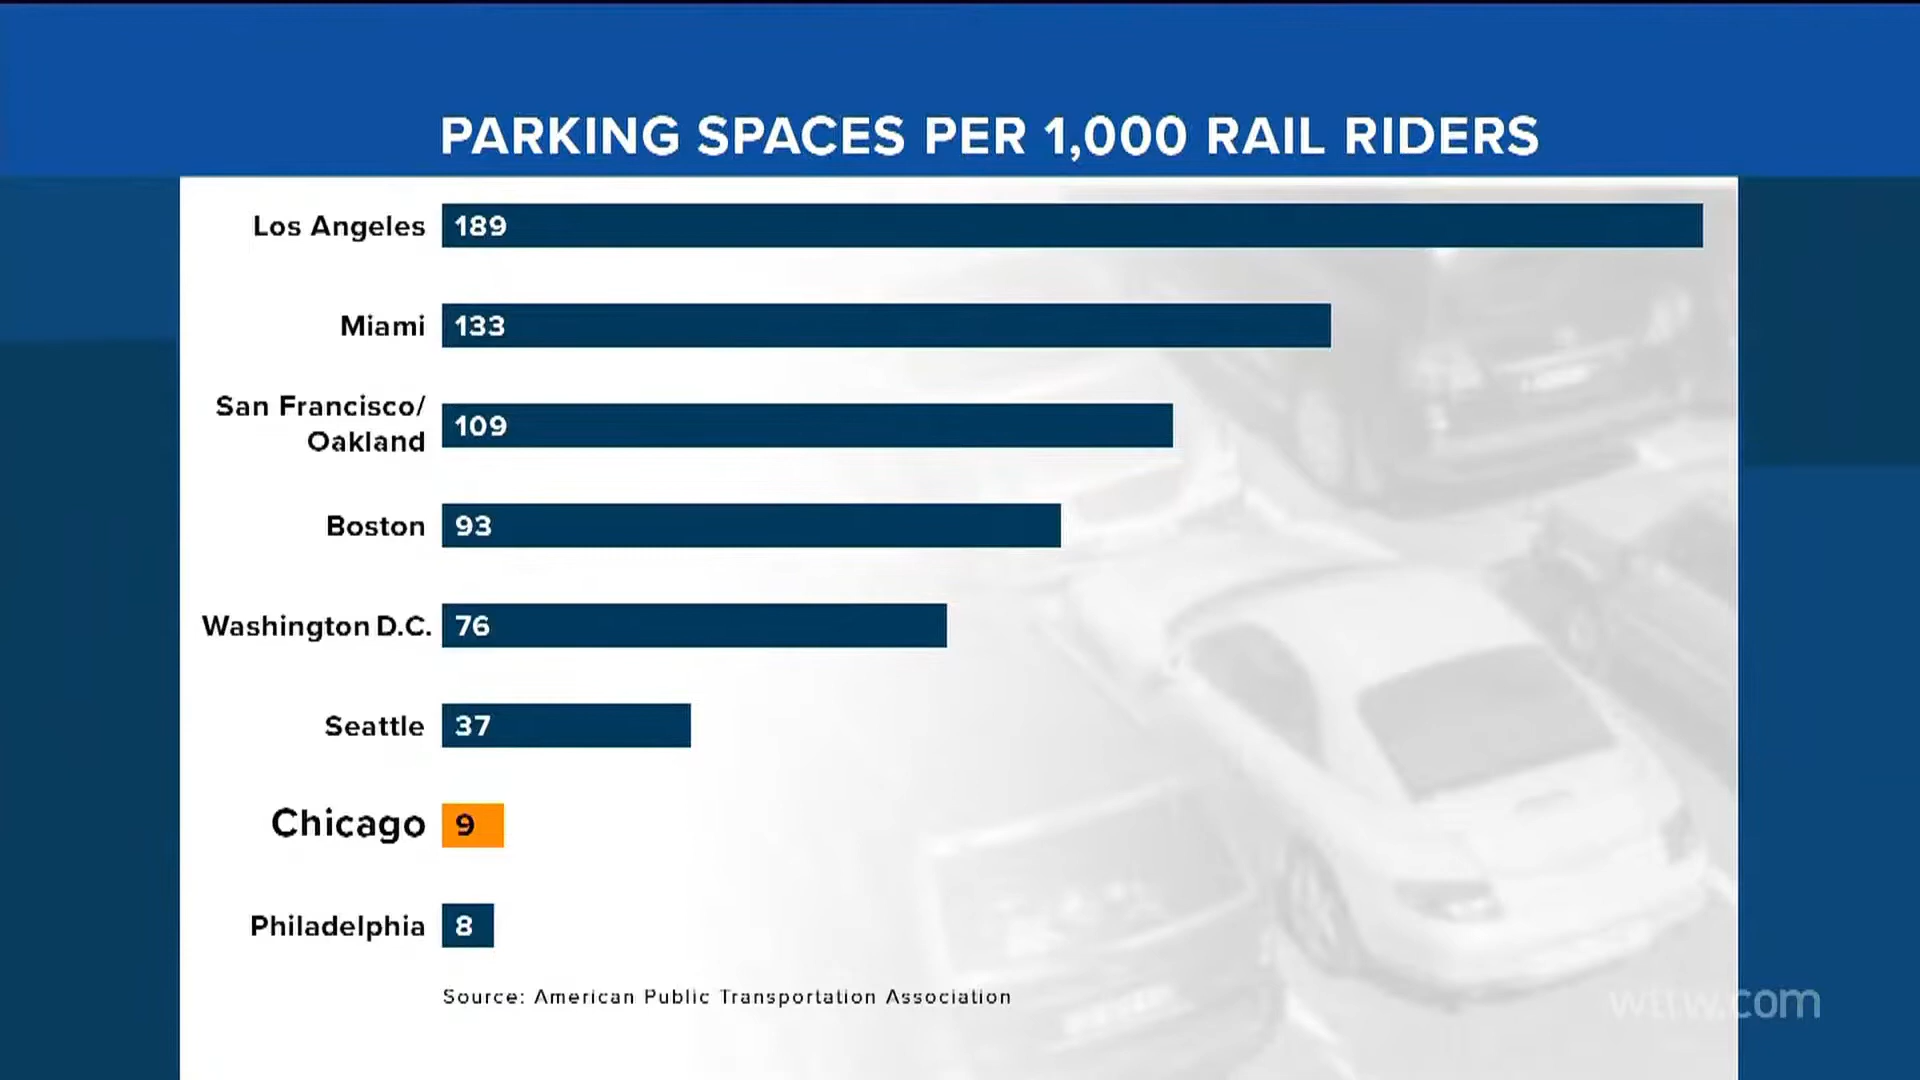 PARKING SPACES PER 1,000 RAIL RIDERS
Los Angeles 189
Miami 133
San Francisco/
Oakland 109
Boston 93
Washington D.C. 76
Seattle 37
Chicago 9
Philadelphia 8
Source: American Public Transportation Association
wttw.com